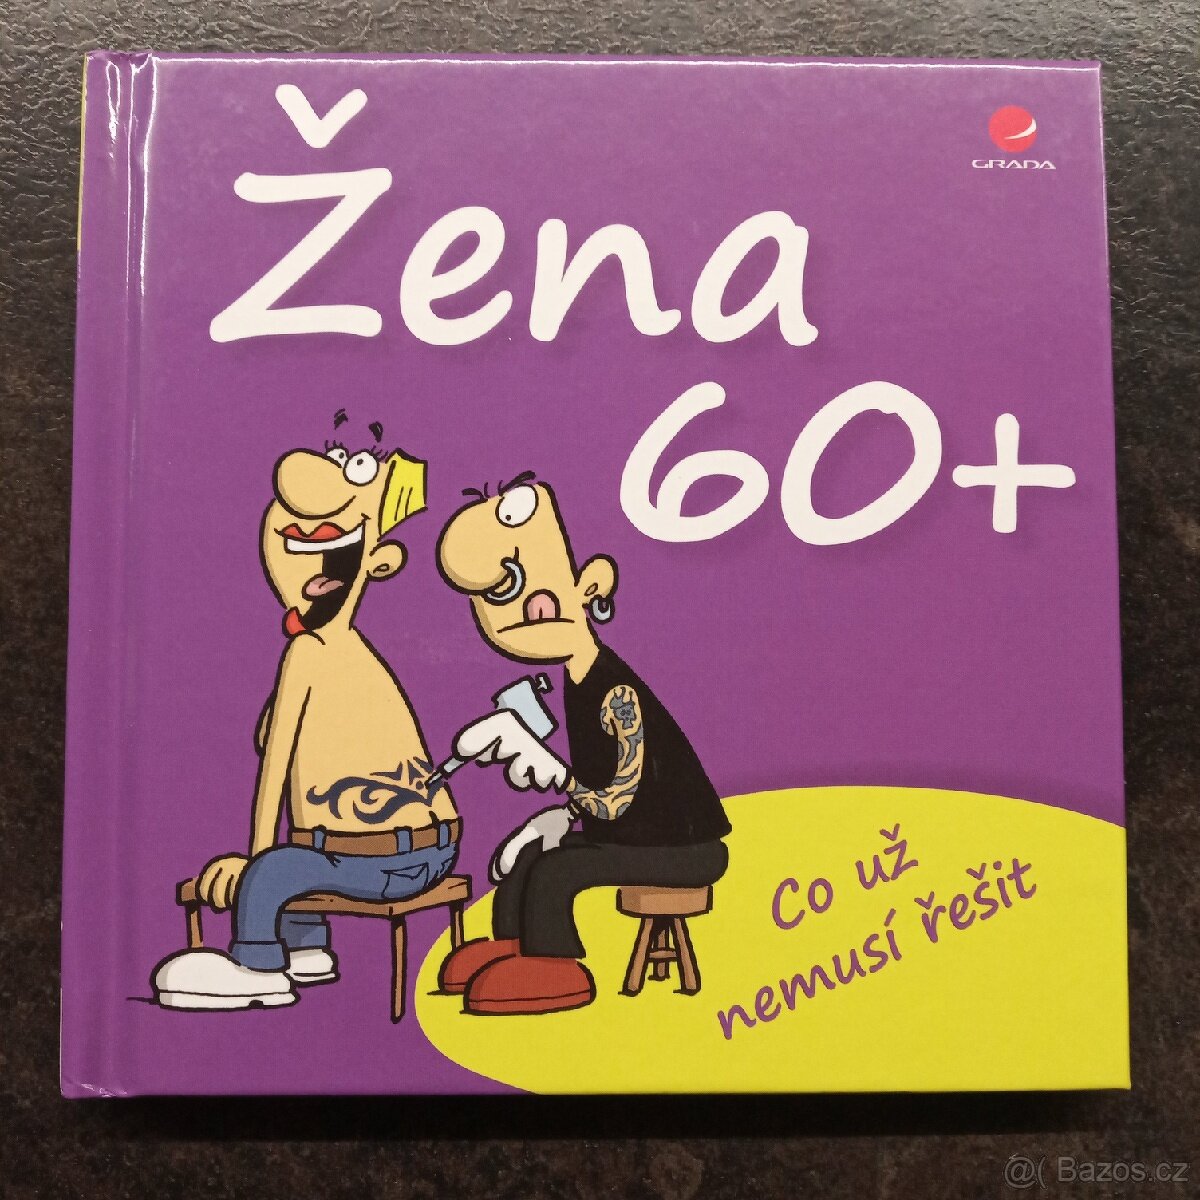 Žena
60+
GRADA
Co už
nemusí řešit
@( Bazos.cz